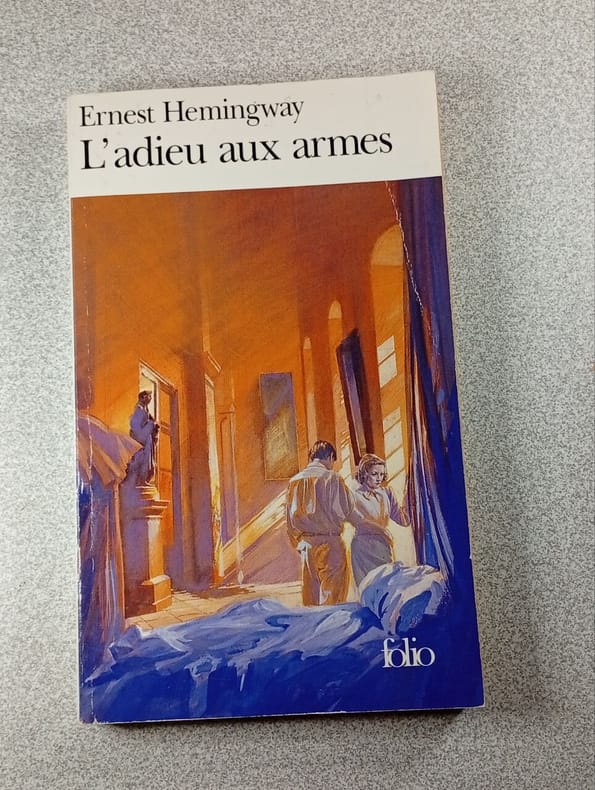 Ernest Hemingway
L'adieu aux armes
folio